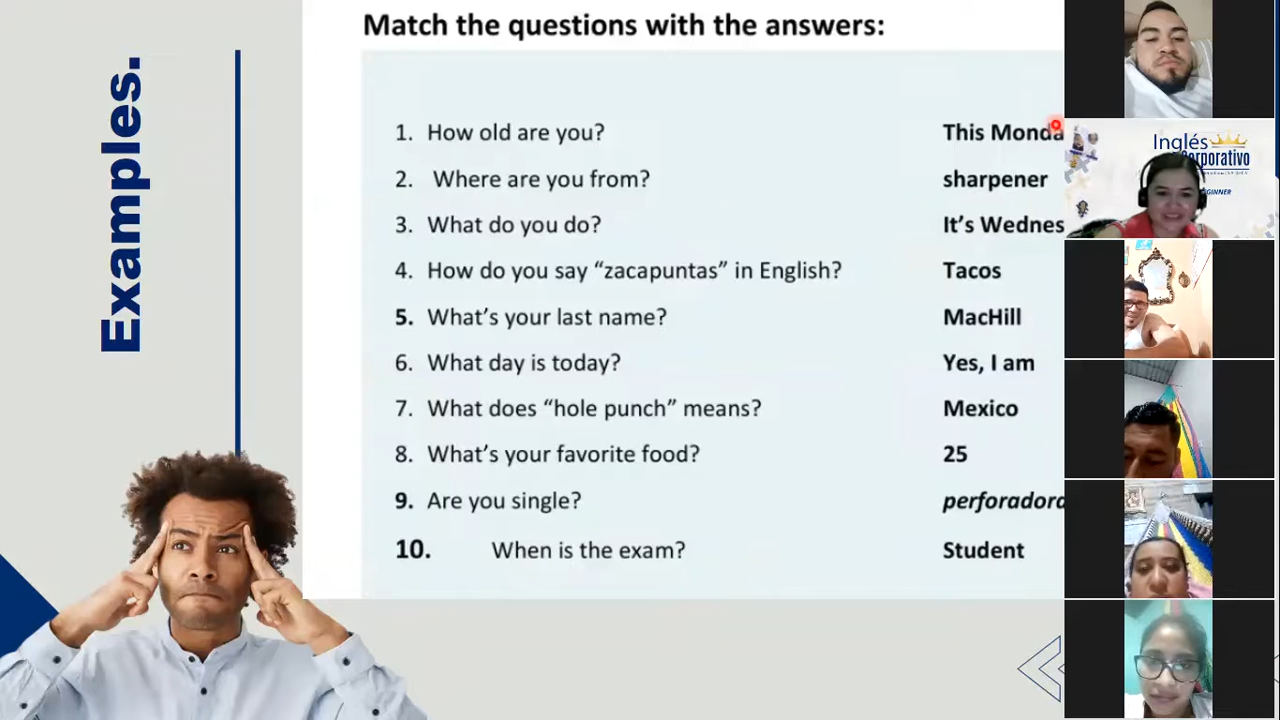 Examples.
Match the questions with the answers:
1. How old are you?
This Monda
2. Where are you from?
sharpener
3. What do you do?
It's Wednes
4. How do you say “zacapuntas” in English?
Tacos
5. What's your last name?
MacHill
6. What day is today?
Yes, I am
7. What does “hole punch” means?
Mexico
8. What's your favorite food?
25
9. Are you single?
perforadora
10. When is the exam?
Student
Inglés
Corporativo